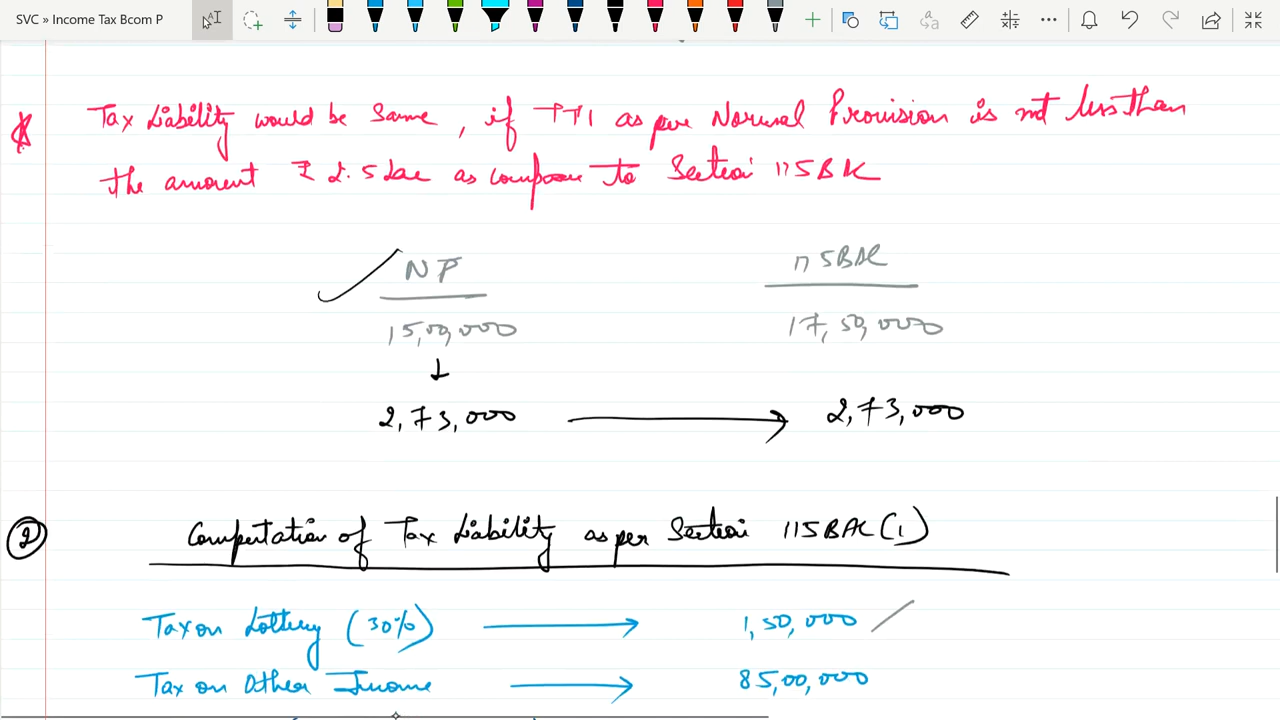 SVC » Income Tax Bcom P
Tax Liability would be Same, if TTI as per Normal Provision is not less than
the amount ₹ 2.5 Lac as compare to Section 115BAC
NP 115BAC
15,00,000 17,50,000
2,73,000 2,73,000
2 Computation of Tax Liability as per Section 115BAC(1)
Tax on Lottery (30%) 1,50,000
Tax on Other Income 85,00,000